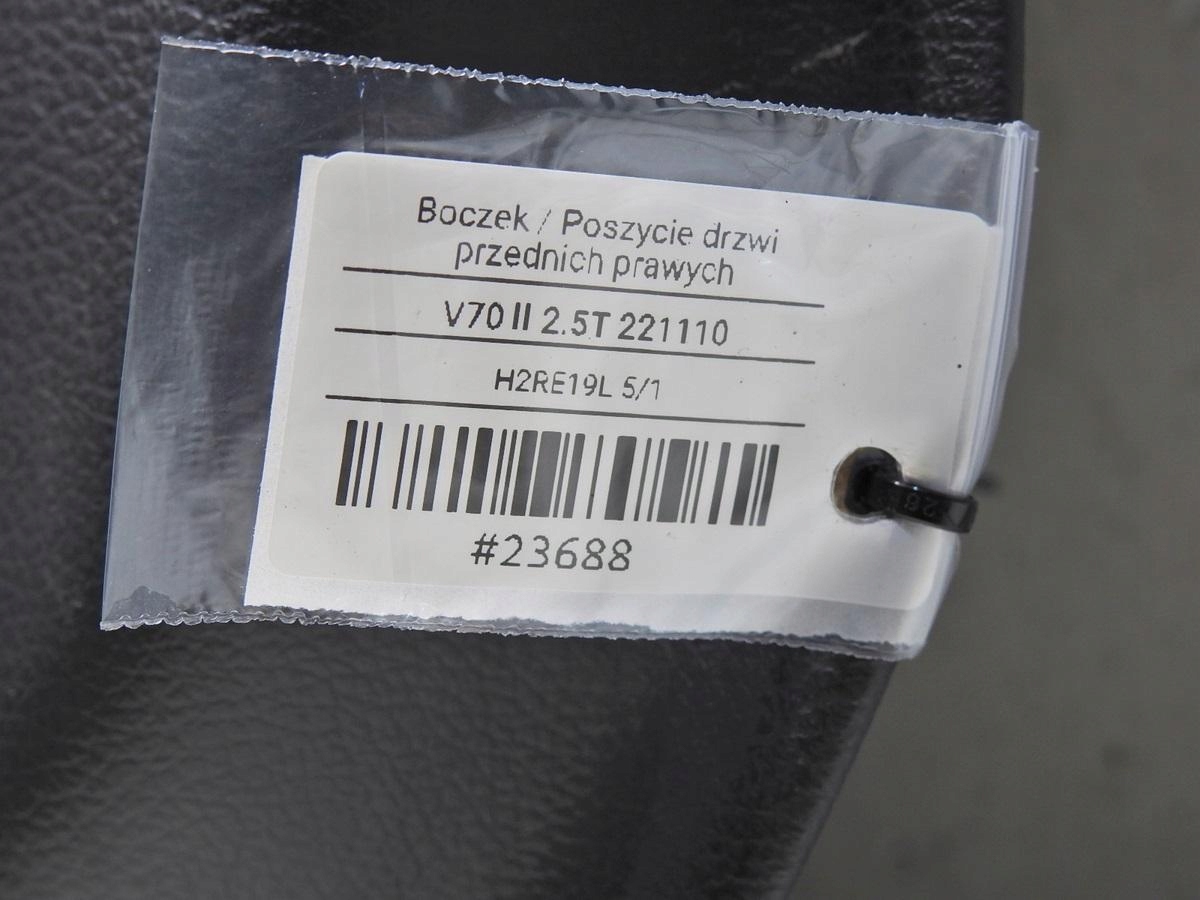 Boczek / Poszycie drzwi
przednich prawych
V70 II 2.5T 221110
H2RE19L 5/1
#23688